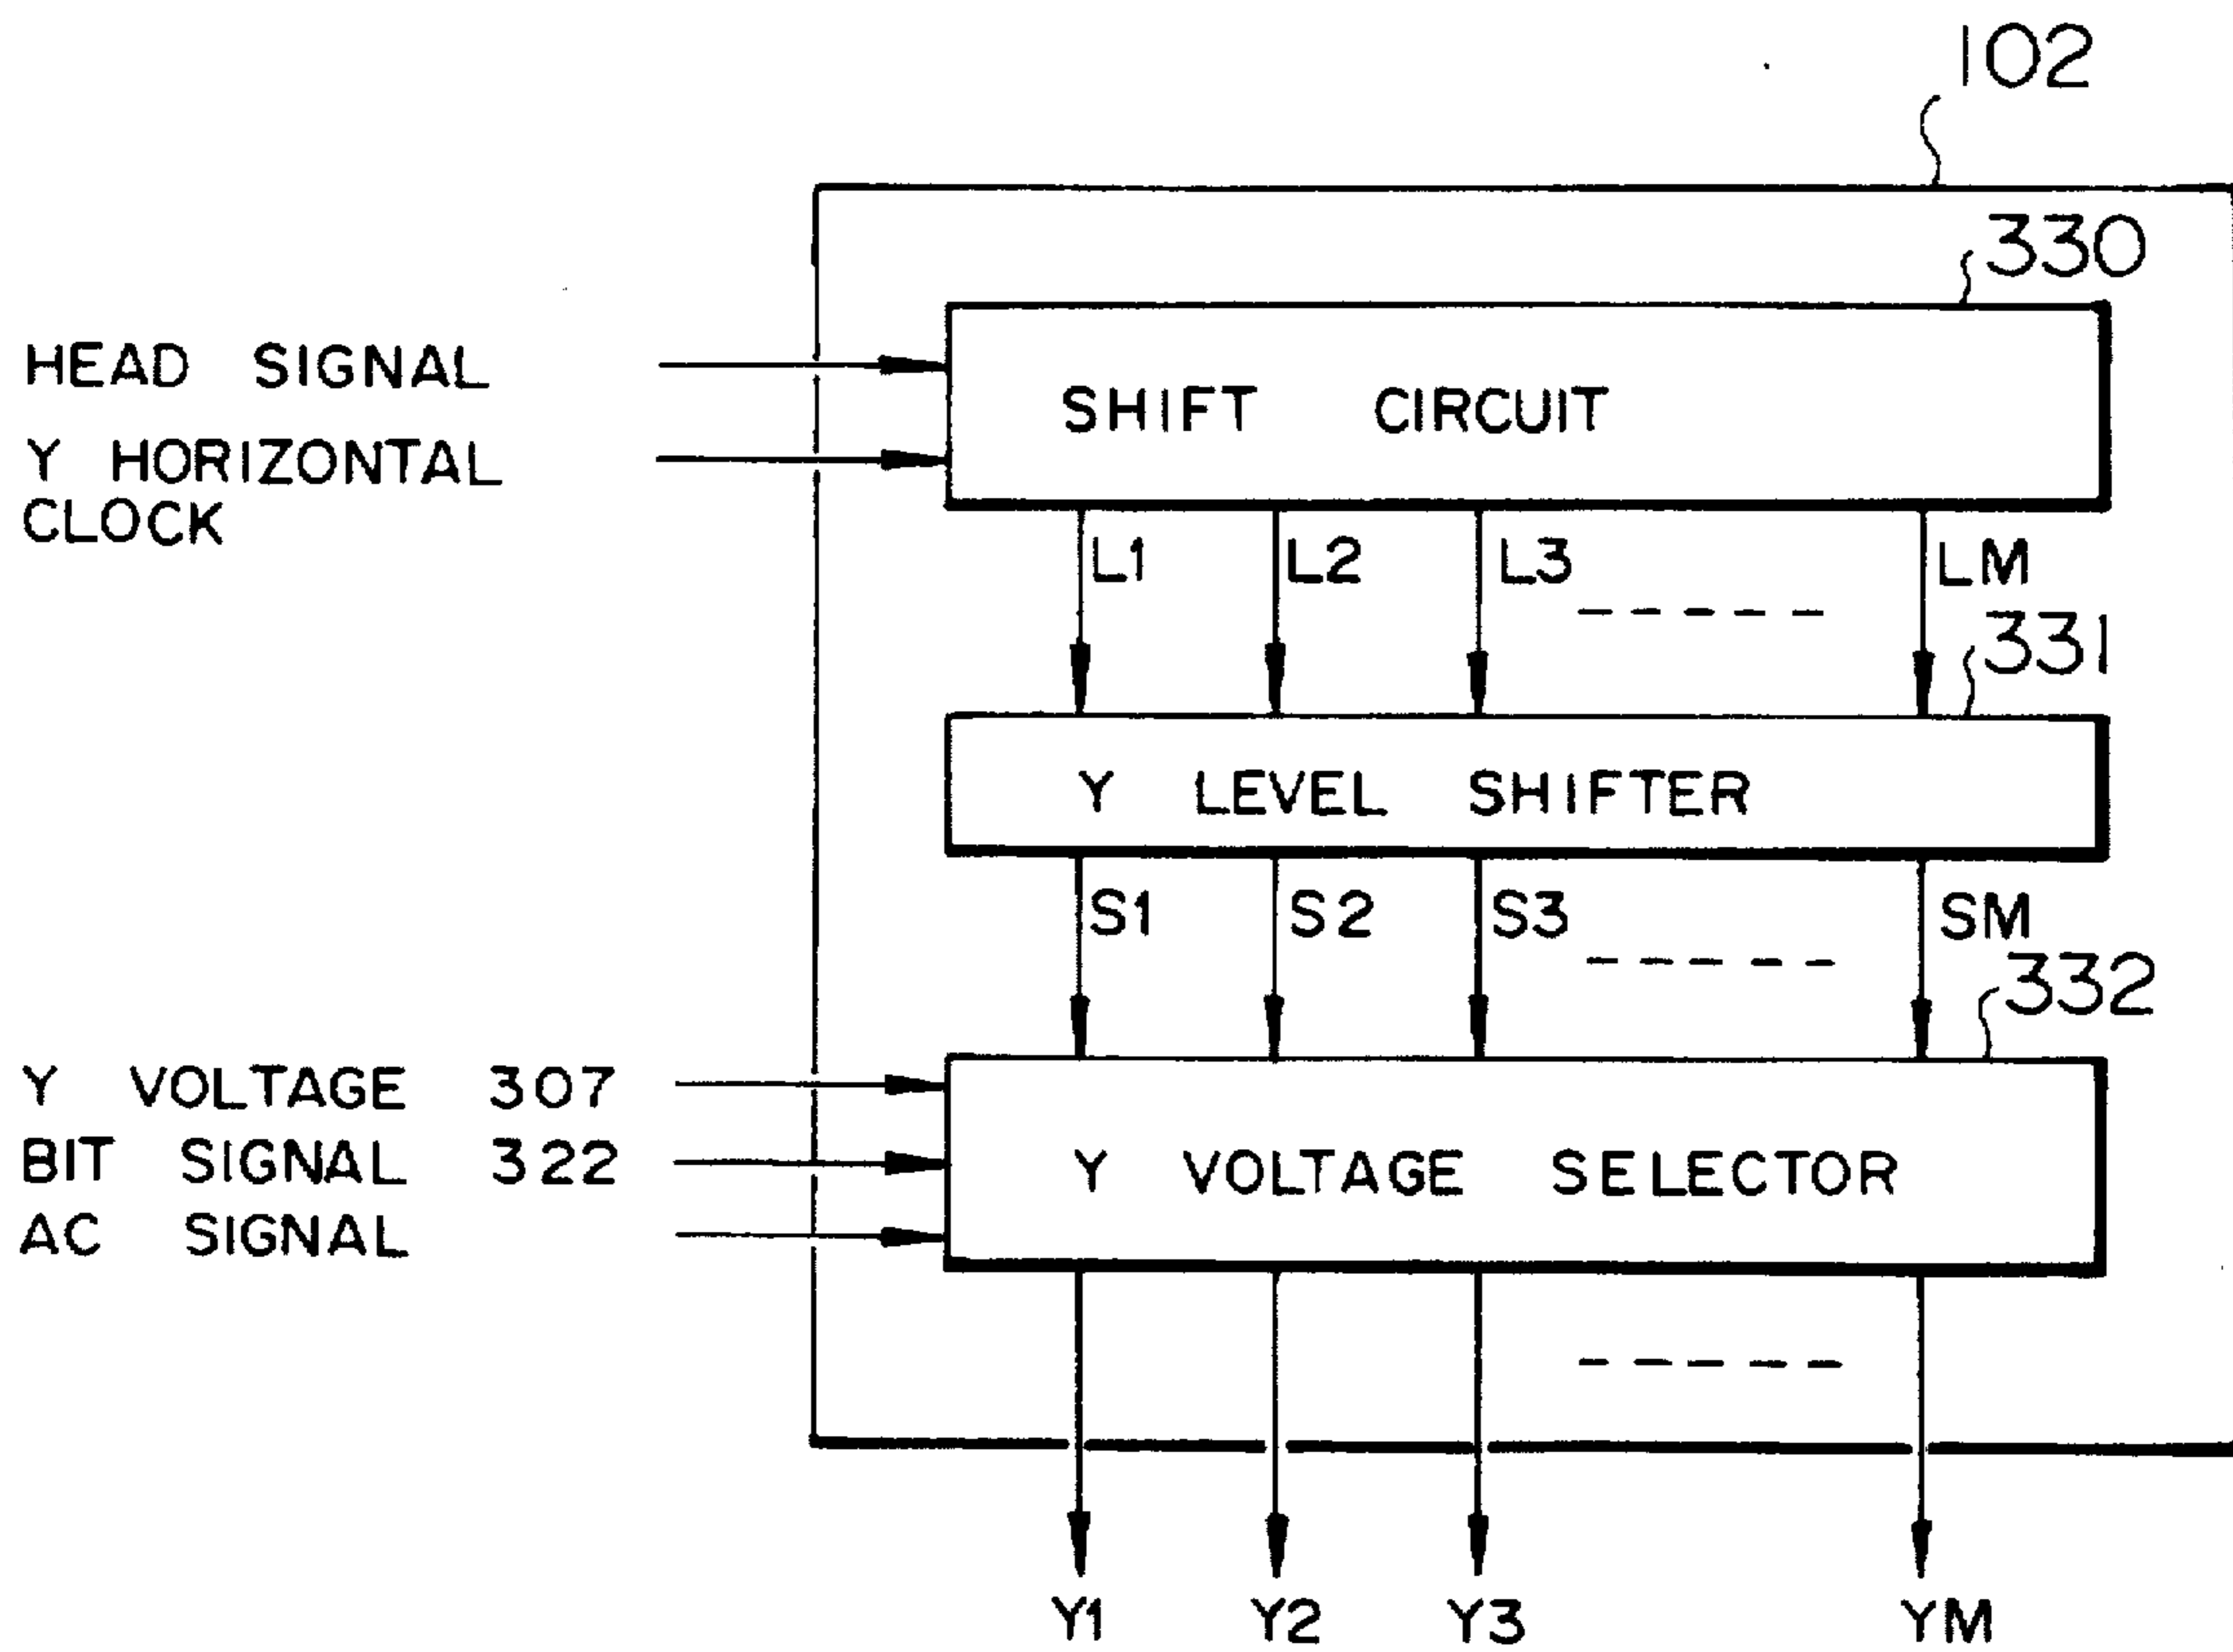 102
330
HEAD SIGNAL
SHIFT CIRCUIT
Y HORIZONTAL
CLOCK
L1 L2 L3 LM
331
Y LEVEL SHIFTER
S1 S2 S3 SM
332
Y VOLTAGE 307
BIT SIGNAL 322
Y VOLTAGE SELECTOR
AC SIGNAL
Y1 Y2 Y3 YM